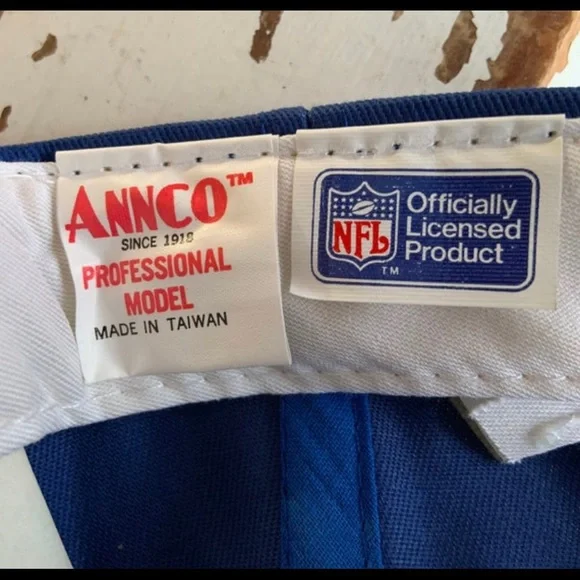 ANNCO™
SINCE 1918
PROFESSIONAL
MODEL
MADE IN TAIWAN
NFL
TM
Officially
Licensed
Product